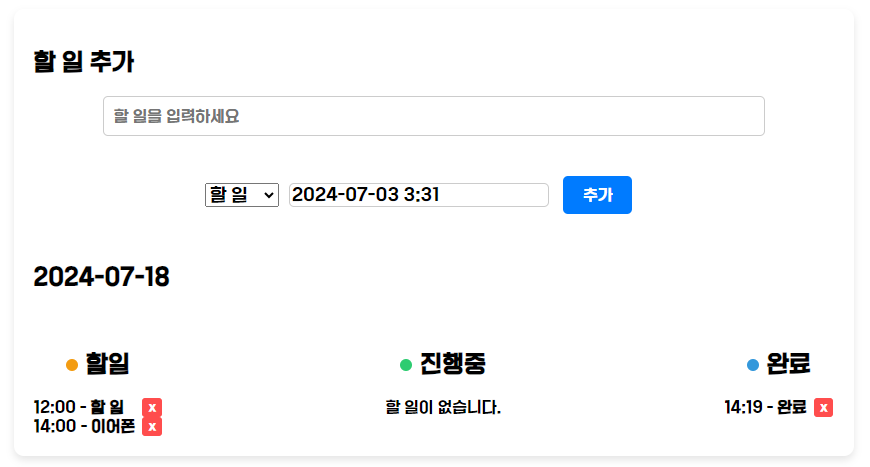 할 일 추가
할 일을 입력하세요
할 일 2024-07-03 3:31 추가
2024-07-18
할일 진행중 완료
12:00 - 할 일 x 할 일이 없습니다. 14:19 - 완료 x
14:00 - 이어폰 x